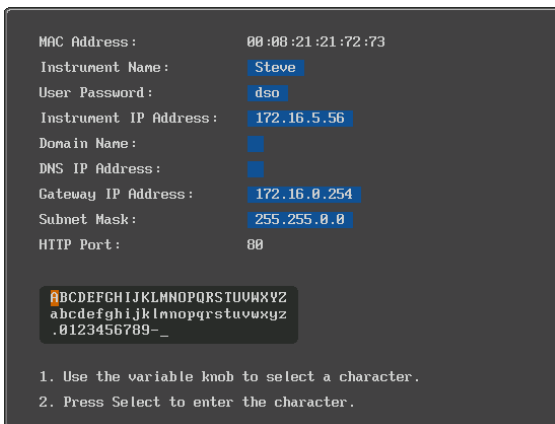 MAC Address: 00:08:21:21:72:73
Instrument Name: Steve
User Password: dso
Instrument IP Address: 172.16.5.56
Domain Name:
DNS IP Address:
Gateway IP Address: 172.16.0.254
Subnet Mask: 255.255.0.0
HTTP Port: 80
ABCDEFGHIJKLMNOPQRSTUVWXYZ
abcdefghijklmnopqrstuvwxyz
.0123456789-_
1. Use the variable knob to select a character.
2. Press Select to enter the character.